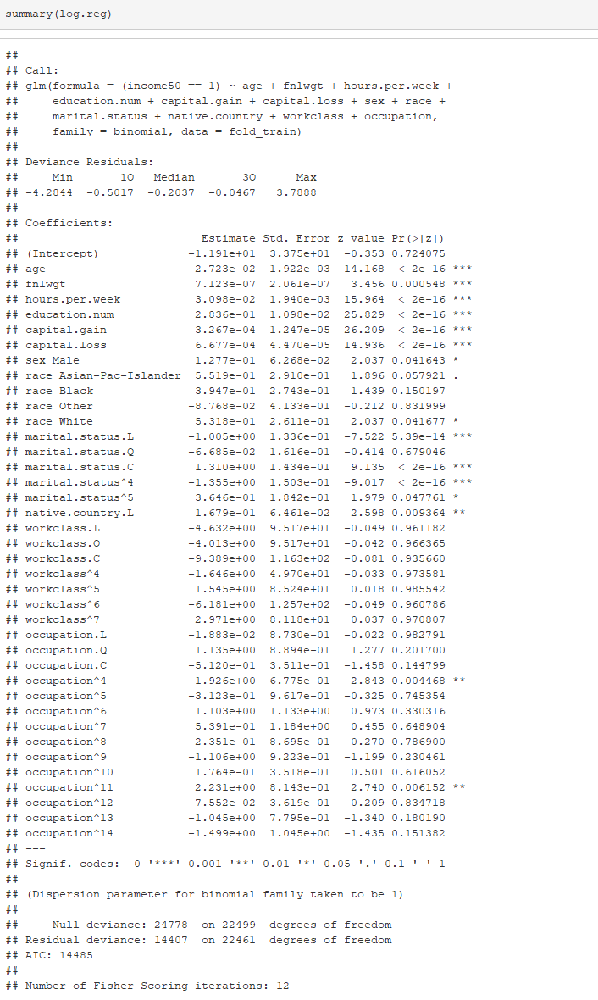 summary(log.reg)
##
## Call:
## glm(formula = (income50 == 1) ~ age + fnlwgt + hours.per.week +
##     education.num + capital.gain + capital.loss + sex + race +
##     marital.status + native.country + workclass + occupation,
##     family = binomial, data = fold_train)
##
## Deviance Residuals:
##     Min       1Q   Median       3Q      Max
## -4.2844  -0.5017  -0.2037  -0.0467   3.7888
##
## Coefficients:
##                           Estimate Std. Error z value Pr(>|z|)
## (Intercept)             -1.191e+01  3.375e+01  -0.353 0.724075
## age                      2.723e-02  1.922e-03  14.168  < 2e-16 ***
## fnlwgt                   7.123e-07  2.061e-07   3.456 0.000548 ***
## hours.per.week           3.098e-02  1.940e-03  15.964  < 2e-16 ***
## education.num            2.836e-01  1.098e-02  25.829  < 2e-16 ***
## capital.gain             3.267e-04  1.247e-05  26.209  < 2e-16 ***
## capital.loss             6.677e-04  4.470e-05  14.936  < 2e-16 ***
## sex Male                 1.277e-01  6.268e-02   2.037 0.041643 *
## race Asian-Pac-Islander  5.519e-01  2.910e-01   1.896 0.057921 .
## race Black               3.947e-01  2.743e-01   1.439 0.150197
## race Other              -8.768e-02  4.133e-01  -0.212 0.831999
## race White               5.318e-01  2.611e-01   2.037 0.041677 *
## marital.status.L        -1.005e+00  1.336e-01  -7.522 5.39e-14 ***
## marital.status.Q        -6.685e-02  1.616e-01  -0.414 0.679046
## marital.status.C         1.310e+00  1.434e-01   9.135  < 2e-16 ***
## marital.status^4        -1.355e+00  1.503e-01  -9.017  < 2e-16 ***
## marital.status^5         3.646e-01  1.842e-01   1.979 0.047761 *
## native.country.L         1.679e-01  6.461e-02   2.598 0.009364 **
## workclass.L             -4.632e+00  9.517e+01  -0.049 0.961182
## workclass.Q             -4.013e+00  9.517e+01  -0.042 0.966365
## workclass.C             -9.389e+00  1.163e+02  -0.081 0.935660
## workclass^4             -1.646e+00  4.970e+01  -0.033 0.973581
## workclass^5              1.545e+00  8.524e+01   0.018 0.985542
## workclass^6             -6.181e+00  1.257e+02  -0.049 0.960786
## workclass^7              2.971e+00  8.118e+01   0.037 0.970807
## occupation.L            -1.883e-02  8.730e-01  -0.022 0.982791
## occupation.Q             1.135e+00  8.894e-01   1.277 0.201700
## occupation.C            -5.120e-01  3.511e-01  -1.458 0.144799
## occupation^4            -1.926e+00  6.775e-01  -2.843 0.004468 **
## occupation^5            -3.123e-01  9.617e-01  -0.325 0.745354
## occupation^6             1.103e+00  1.133e+00   0.973 0.330316
## occupation^7             5.391e-01  1.184e+00   0.455 0.648904
## occupation^8            -2.351e-01  8.695e-01  -0.270 0.786900
## occupation^9            -1.106e+00  9.223e-01  -1.199 0.230461
## occupation^10            1.764e-01  3.518e-01   0.501 0.616052
## occupation^11            2.231e+00  8.143e-01   2.740 0.006152 **
## occupation^12           -7.552e-02  3.619e-01  -0.209 0.834718
## occupation^13           -1.045e+00  7.795e-01  -1.340 0.180190
## occupation^14           -1.499e+00  1.045e+00  -1.435 0.151382
## ---
## Signif. codes:  0 '***' 0.001 '**' 0.01 '*' 0.05 '.' 0.1 ' ' 1
##
## (Dispersion parameter for binomial family taken to be 1)
##
##     Null deviance: 24778  on 22499  degrees of freedom
## Residual deviance: 14407  on 22461  degrees of freedom
## AIC: 14485
##
## Number of Fisher Scoring iterations: 12